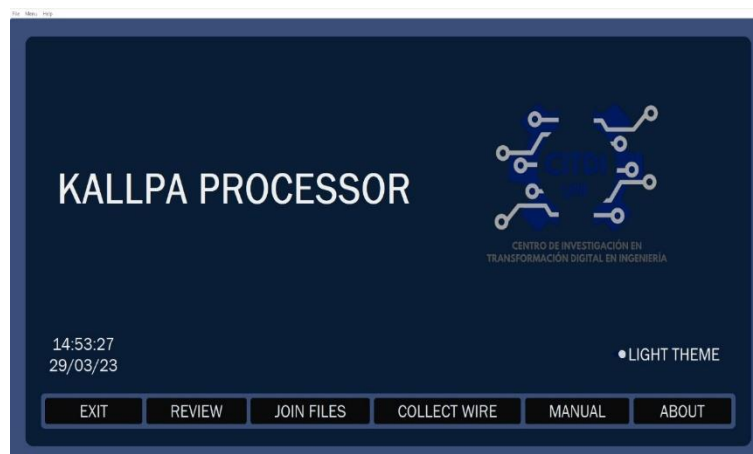 File Menu Help
KALLPA PROCESSOR
CITDI
CENTRO DE INVESTIGACIÓN EN
TRANSFORMACIÓN DIGITAL EN INGENIERÍA
14:53:27
29/03/23
LIGHT THEME
EXIT REVIEW JOIN FILES COLLECT WIRE MANUAL ABOUT